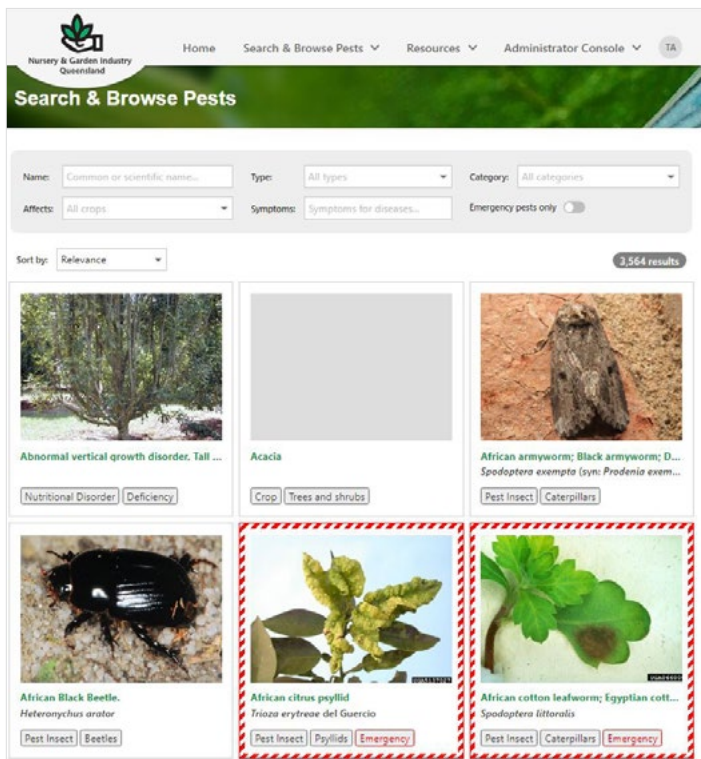 Nursery & Garden Industry
Queensland
Home
Search & Browse Pests
Resources
Administrator Console
TA
Search & Browse Pests
Name:
Common or scientific name...
Type:
All types
Category:
All categories
Affects:
All crops
Symptoms:
Symptoms for diseases...
Emergency pests only
Sort by:
Relevance
3,564 results
Abnormal vertical growth disorder, Tall ...
Nutritional Disorder
Deficiency
Acacia
Crop
Trees and shrubs
African armyworm; Black armyworm; D...
Spodoptera exempta (syn: Prodenia exem...
Pest Insect
Caterpillars
African Black Beetle.
Heteronychus arator
Pest Insect
Beetles
African citrus psyllid
Trioza erytreae del Guercio
Pest Insect
Psyllids
Emergency
African cotton leafworm; Egyptian cott...
Spodoptera littoralis
Pest Insect
Caterpillars
Emergency